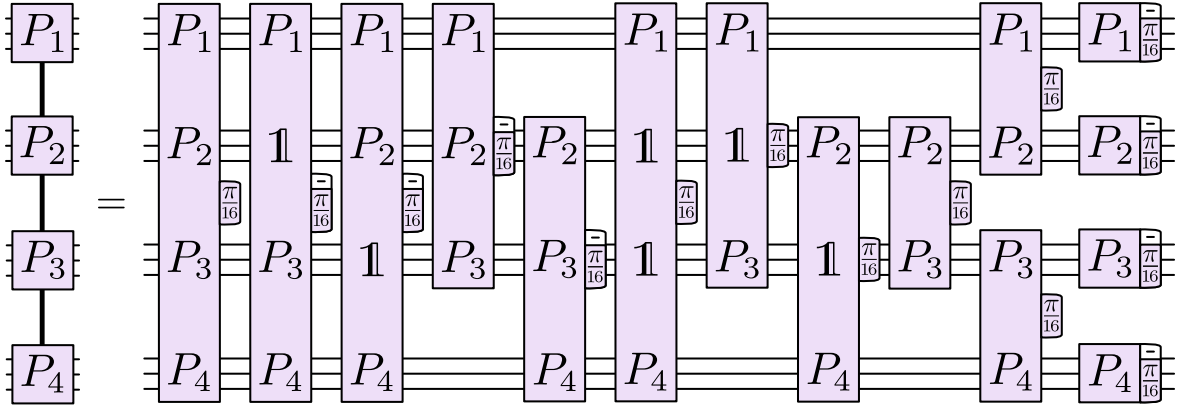 P₁ P₁ P₁ P₁ P₁ P₁ P₁ P₁ P₁ -π/16
π/16
P₂ P₂ 𝟙 P₂ P₂ -π/16 P₂ 𝟙 𝟙 π/16 P₂ P₂ P₂ P₂ -π/16
= π/16 -π/16 -π/16 π/16 π/16
P₃ P₃ P₃ 𝟙 P₃ P₃ -π/16 𝟙 P₃ 𝟙 π/16 P₃ P₃ P₃ -π/16
π/16
P₄ P₄ P₄ P₄ P₄ P₄ P₄ P₄ P₄ -π/16